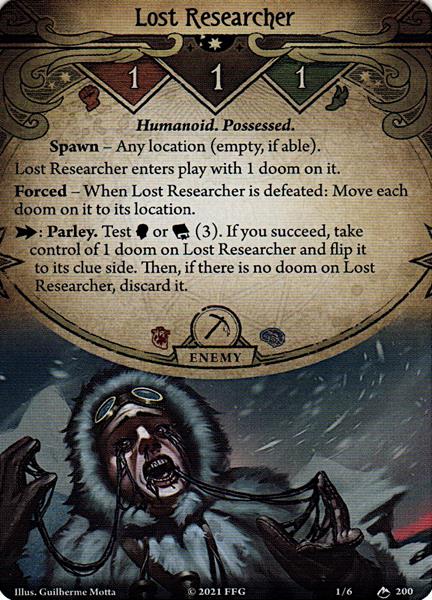 Lost Researcher
1 1 1
Humanoid. Possessed.
Spawn – Any location (empty, if able).
Lost Researcher enters play with 1 doom on it.
Forced – When Lost Researcher is defeated: Move each
doom on it to its location.
: Parley. Test or (3). If you succeed, take
control of 1 doom on Lost Researcher and flip it
to its clue side. Then, if there is no doom on Lost
Researcher, discard it.
ENEMY
Illus. Guilherme Motta © 2021 FFG 1/6 200